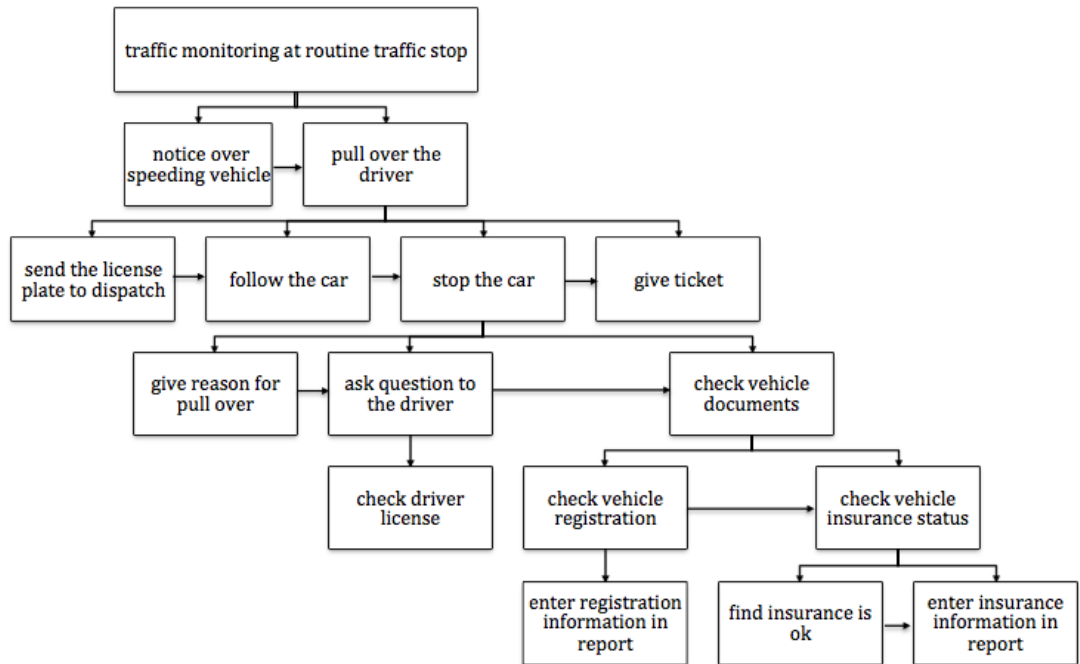 traffic monitoring at routine traffic stop
notice over
speeding vehicle
pull over the
driver
send the license
plate to dispatch
follow the car
stop the car
give ticket
give reason for
pull over
ask question to
the driver
check vehicle
documents
check driver
license
check vehicle
registration
check vehicle
insurance status
enter registration
information in
report
find insurance is
ok
enter insurance
information in
report